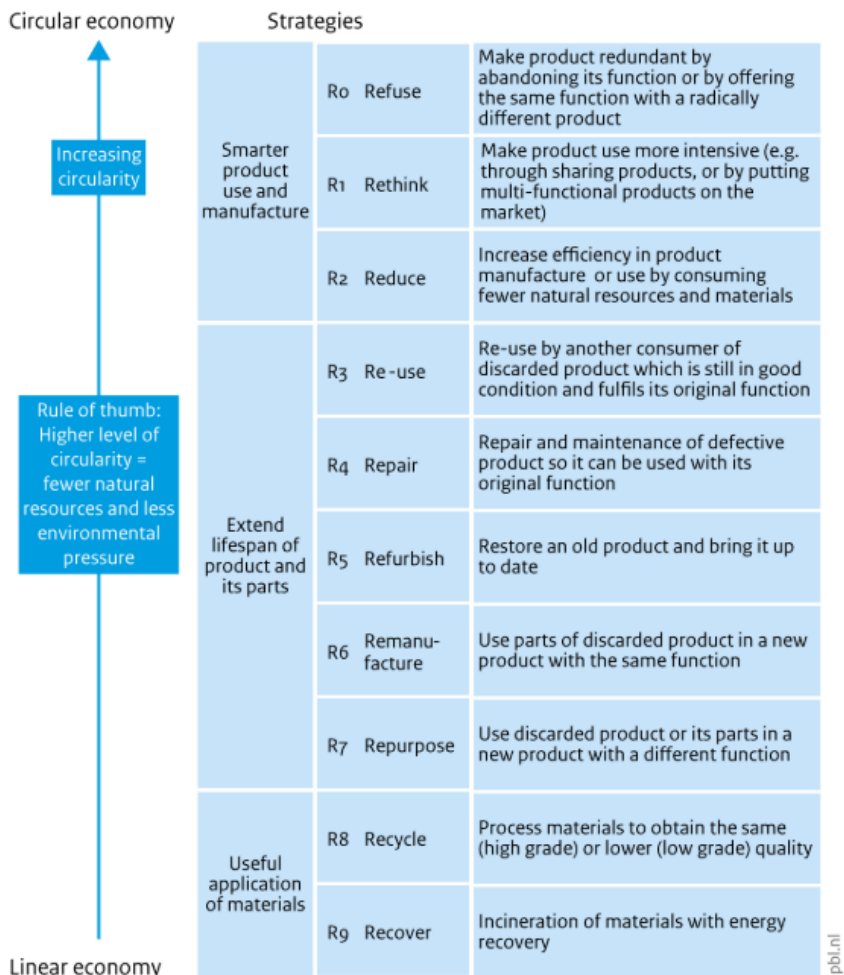 Circular economy
Strategies
Increasing
circularity
Rule of thumb:
Higher level of
circularity =
fewer natural
resources and less
environmental
pressure
Linear economy
Smarter
product
use and
manufacture
R0 Refuse
Make product redundant by
abandoning its function or by offering
the same function with a radically
different product
R1 Rethink
Make product use more intensive (e.g.
through sharing products, or by putting
multi-functional products on the
market)
R2 Reduce
Increase efficiency in product
manufacture or use by consuming
fewer natural resources and materials
Extend
lifespan of
product and
its parts
R3 Re-use
Re-use by another consumer of
discarded product which is still in good
condition and fulfils its original function
R4 Repair
Repair and maintenance of defective
product so it can be used with its
original function
R5 Refurbish
Restore an old product and bring it up
to date
R6 Remanu-
facture
Use parts of discarded product in a new
product with the same function
R7 Repurpose
Use discarded product or its parts in a
new product with a different function
Useful
application
of materials
R8 Recycle
Process materials to obtain the same
(high grade) or lower (low grade) quality
R9 Recover
Incineration of materials with energy
recovery
pbl.nl